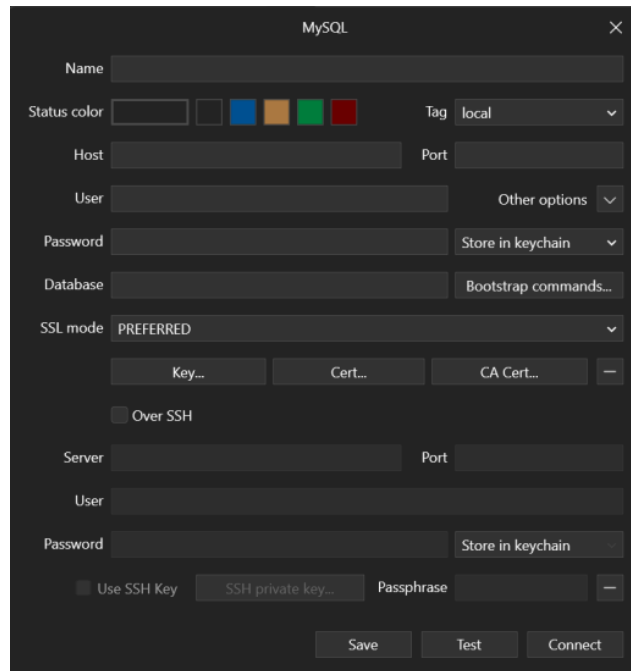 MySQL
Name
Status color Tag local
Host Port
User Other options
Password Store in keychain
Database Bootstrap commands...
SSL mode PREFERRED
Key... Cert... CA Cert...
Over SSH
Server Port
User
Password Store in keychain
Use SSH Key SSH private key... Passphrase
Save Test Connect